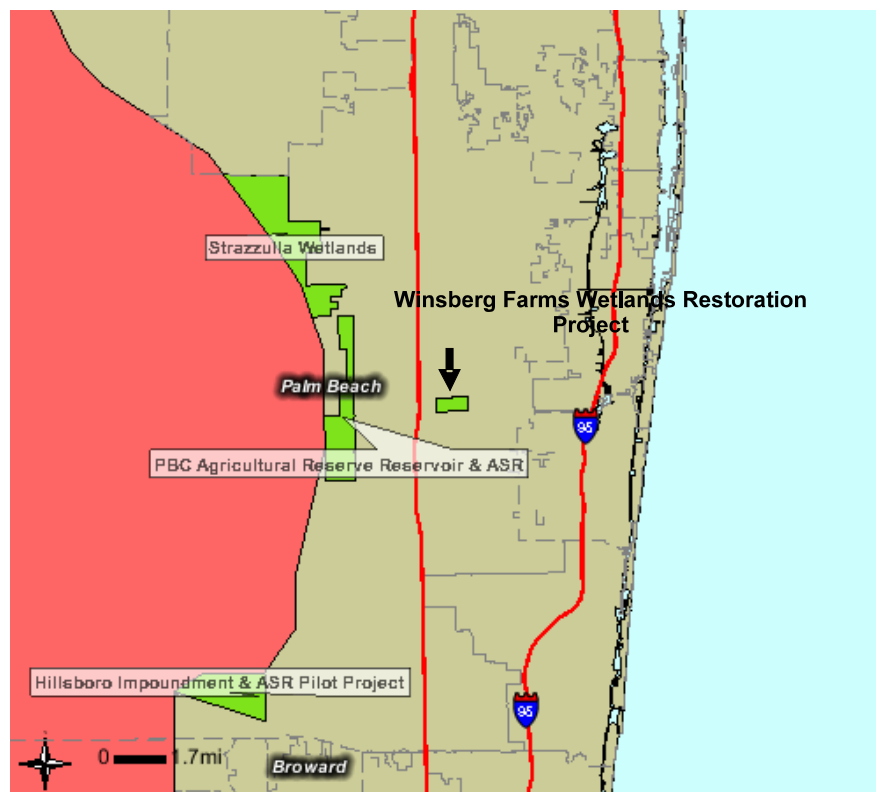 Strazzulla Wetlands
Winsberg Farms Wetlands Restoration
Project
Palm Beach
95
PBC Agricultural Reserve Reservoir & ASR
Hillsboro Impoundment & ASR Pilot Project
95
0 1.7mi
Broward